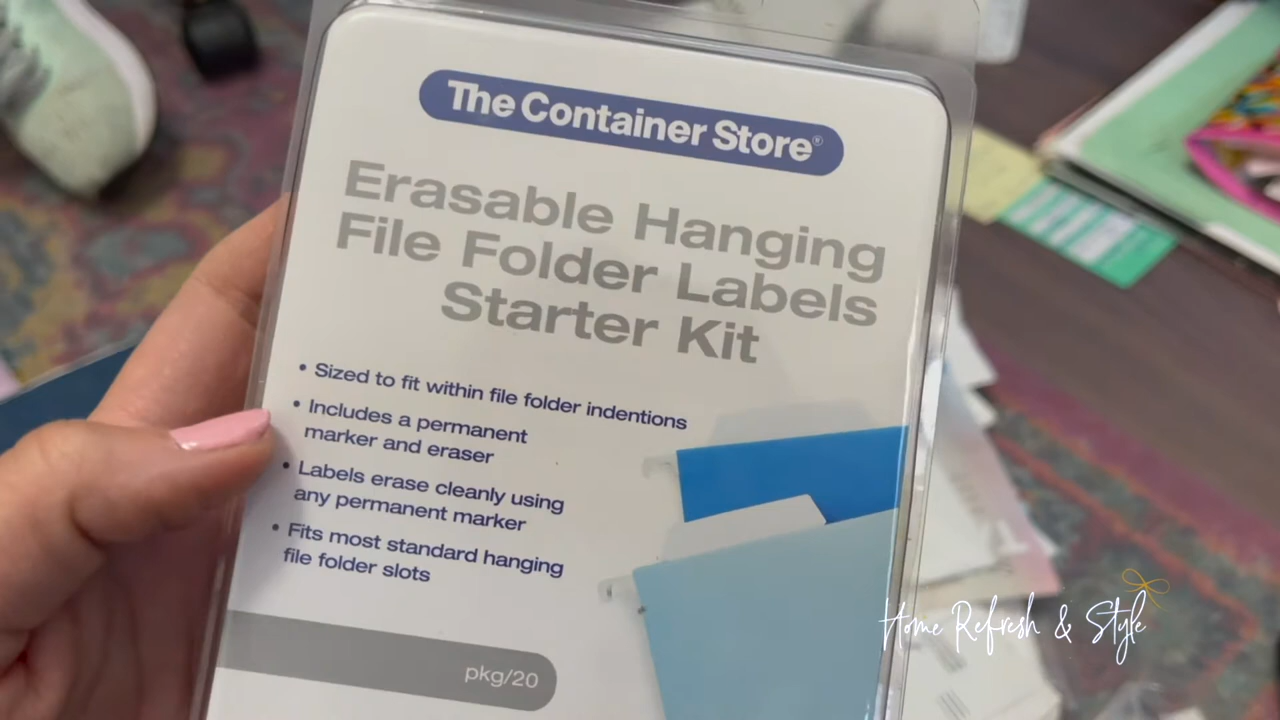 The Container Store®
Erasable Hanging
File Folder Labels
Starter Kit
• Sized to fit within file folder indentions
• Includes a permanent
marker and eraser
• Labels erase cleanly using
any permanent marker
• Fits most standard hanging
file folder slots
pkg/20
Home Refresh & Style